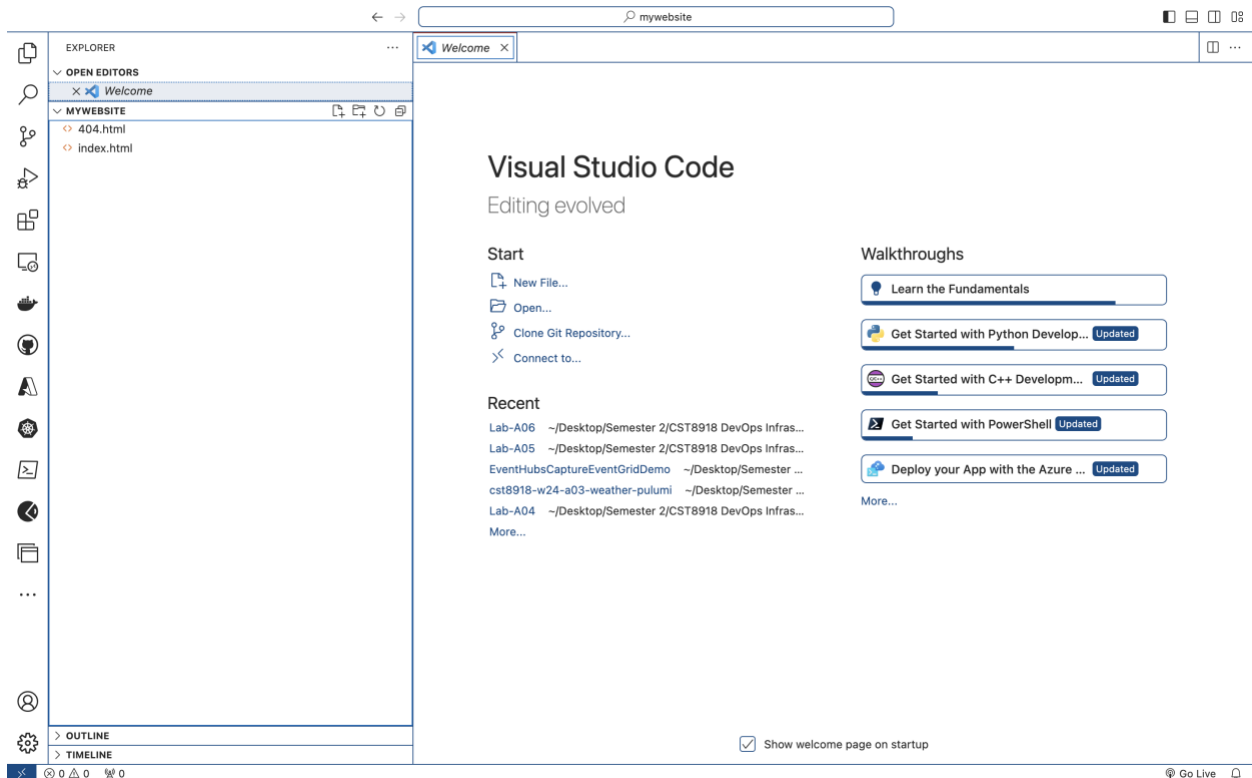 mywebsite
EXPLORER
OPEN EDITORS
Welcome
MYWEBSITE
404.html
index.html
OUTLINE
TIMELINE
Welcome
Visual Studio Code
Editing evolved
Start
New File...
Open...
Clone Git Repository...
Connect to...
Recent
Lab-A06 ~/Desktop/Semester 2/CST8918 DevOps Infras...
Lab-A05 ~/Desktop/Semester 2/CST8918 DevOps Infras...
EventHubsCaptureEventGridDemo ~/Desktop/Semester ...
cst8918-w24-a03-weather-pulumi ~/Desktop/Semester ...
Lab-A04 ~/Desktop/Semester 2/CST8918 DevOps Infras...
More...
Walkthroughs
Learn the Fundamentals
Get Started with Python Develop... Updated
Get Started with C++ Developm... Updated
Get Started with PowerShell Updated
Deploy your App with the Azure ... Updated
More...
Show welcome page on startup
0 0 0
Go Live